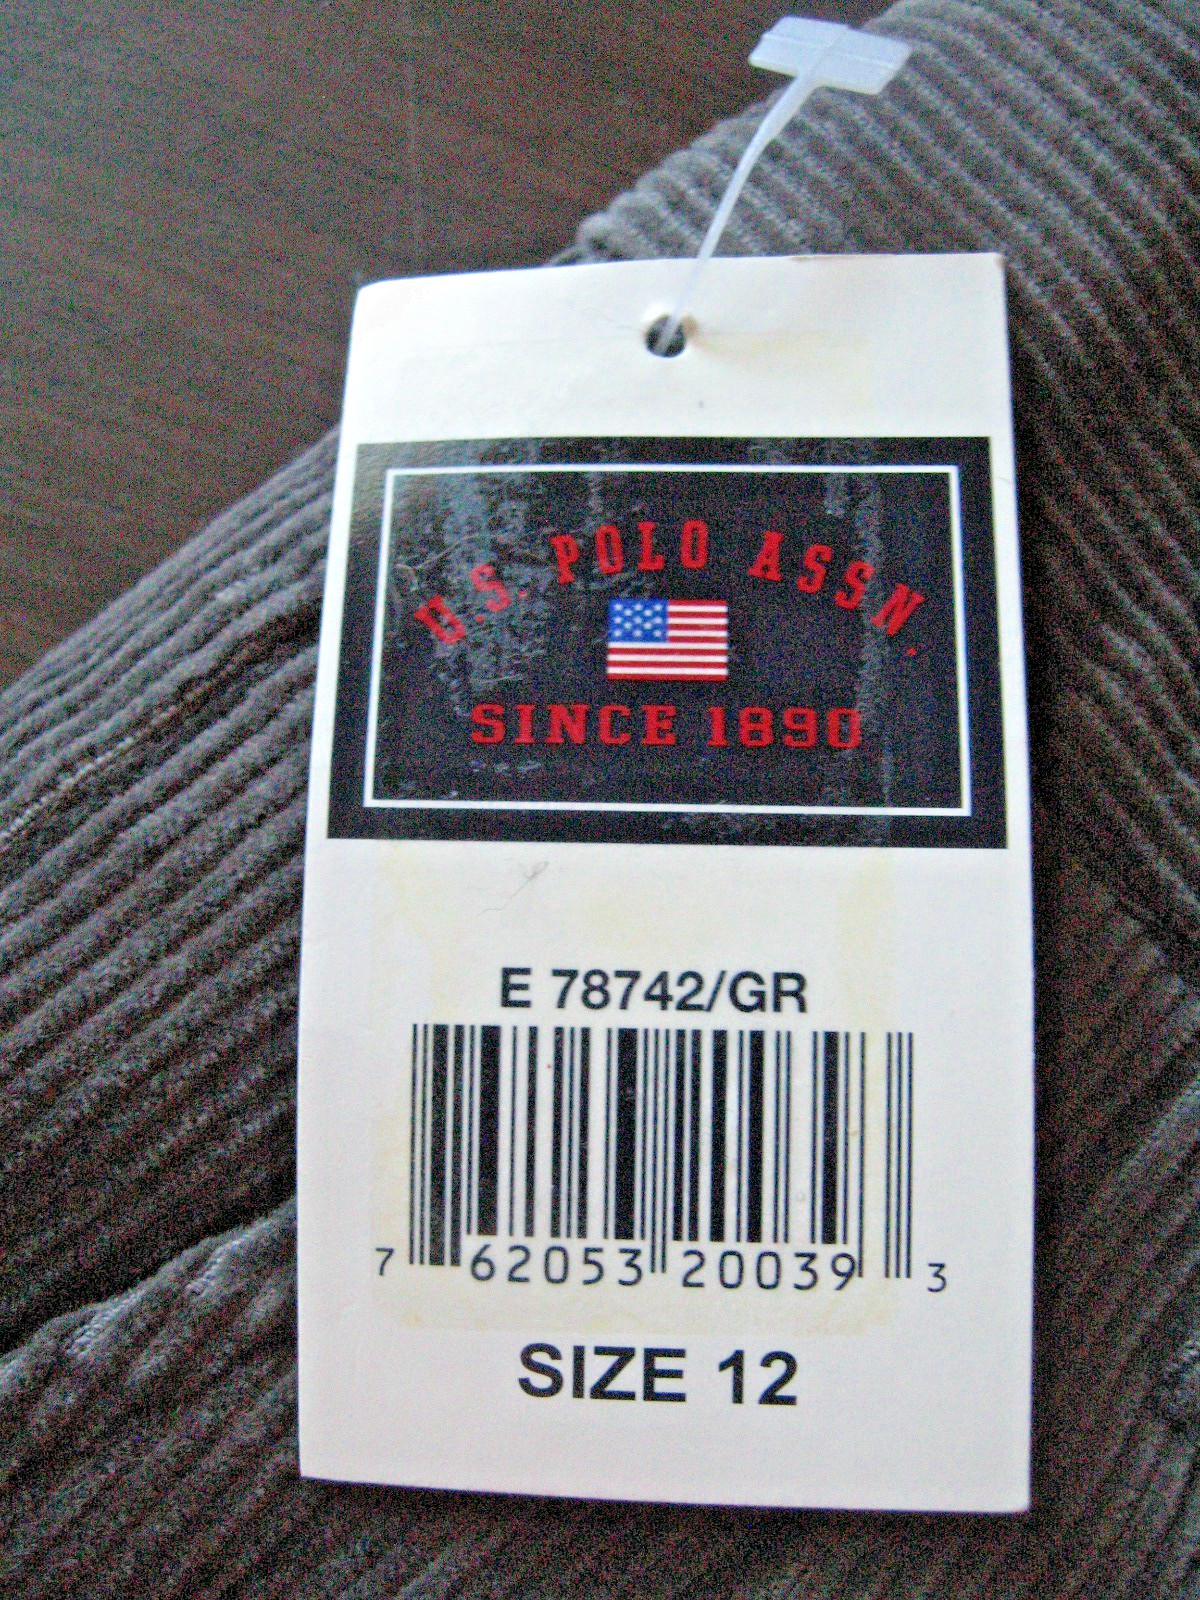 U.S. POLO ASSN.
SINCE 1890
E 78742/GR
7 62053 20039 3
SIZE 12